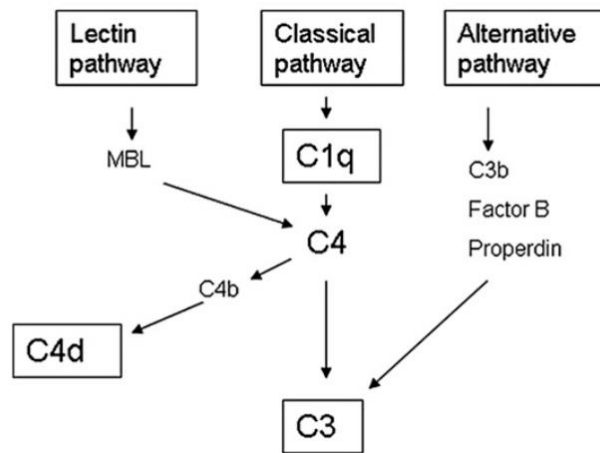 Lectin
pathway
Classical
pathway
Alternative
pathway
MBL
C1q
C3b
Factor B
Properdin
C4
C4b
C4d
C3